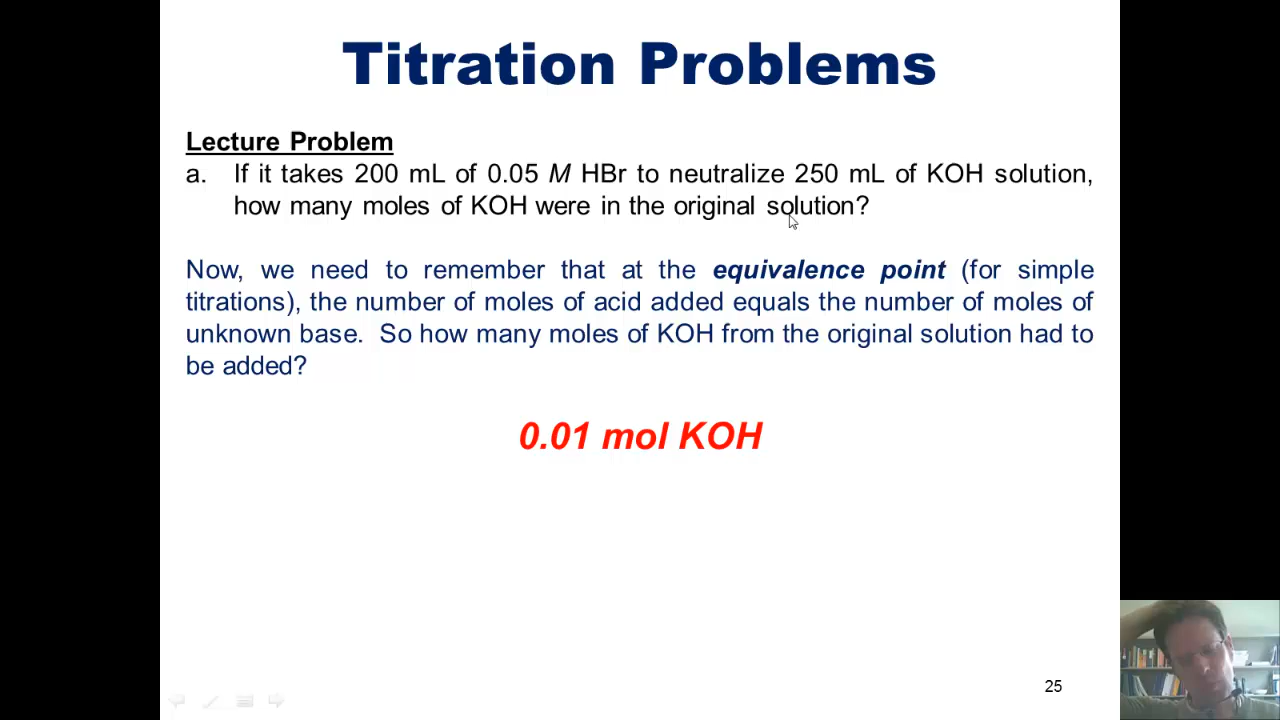 Titration Problems
Lecture Problem
a. If it takes 200 mL of 0.05 M HBr to neutralize 250 mL of KOH solution,
how many moles of KOH were in the original solution?
Now, we need to remember that at the equivalence point (for simple
titrations), the number of moles of acid added equals the number of moles of
unknown base. So how many moles of KOH from the original solution had to
be added?
0.01 mol KOH
25